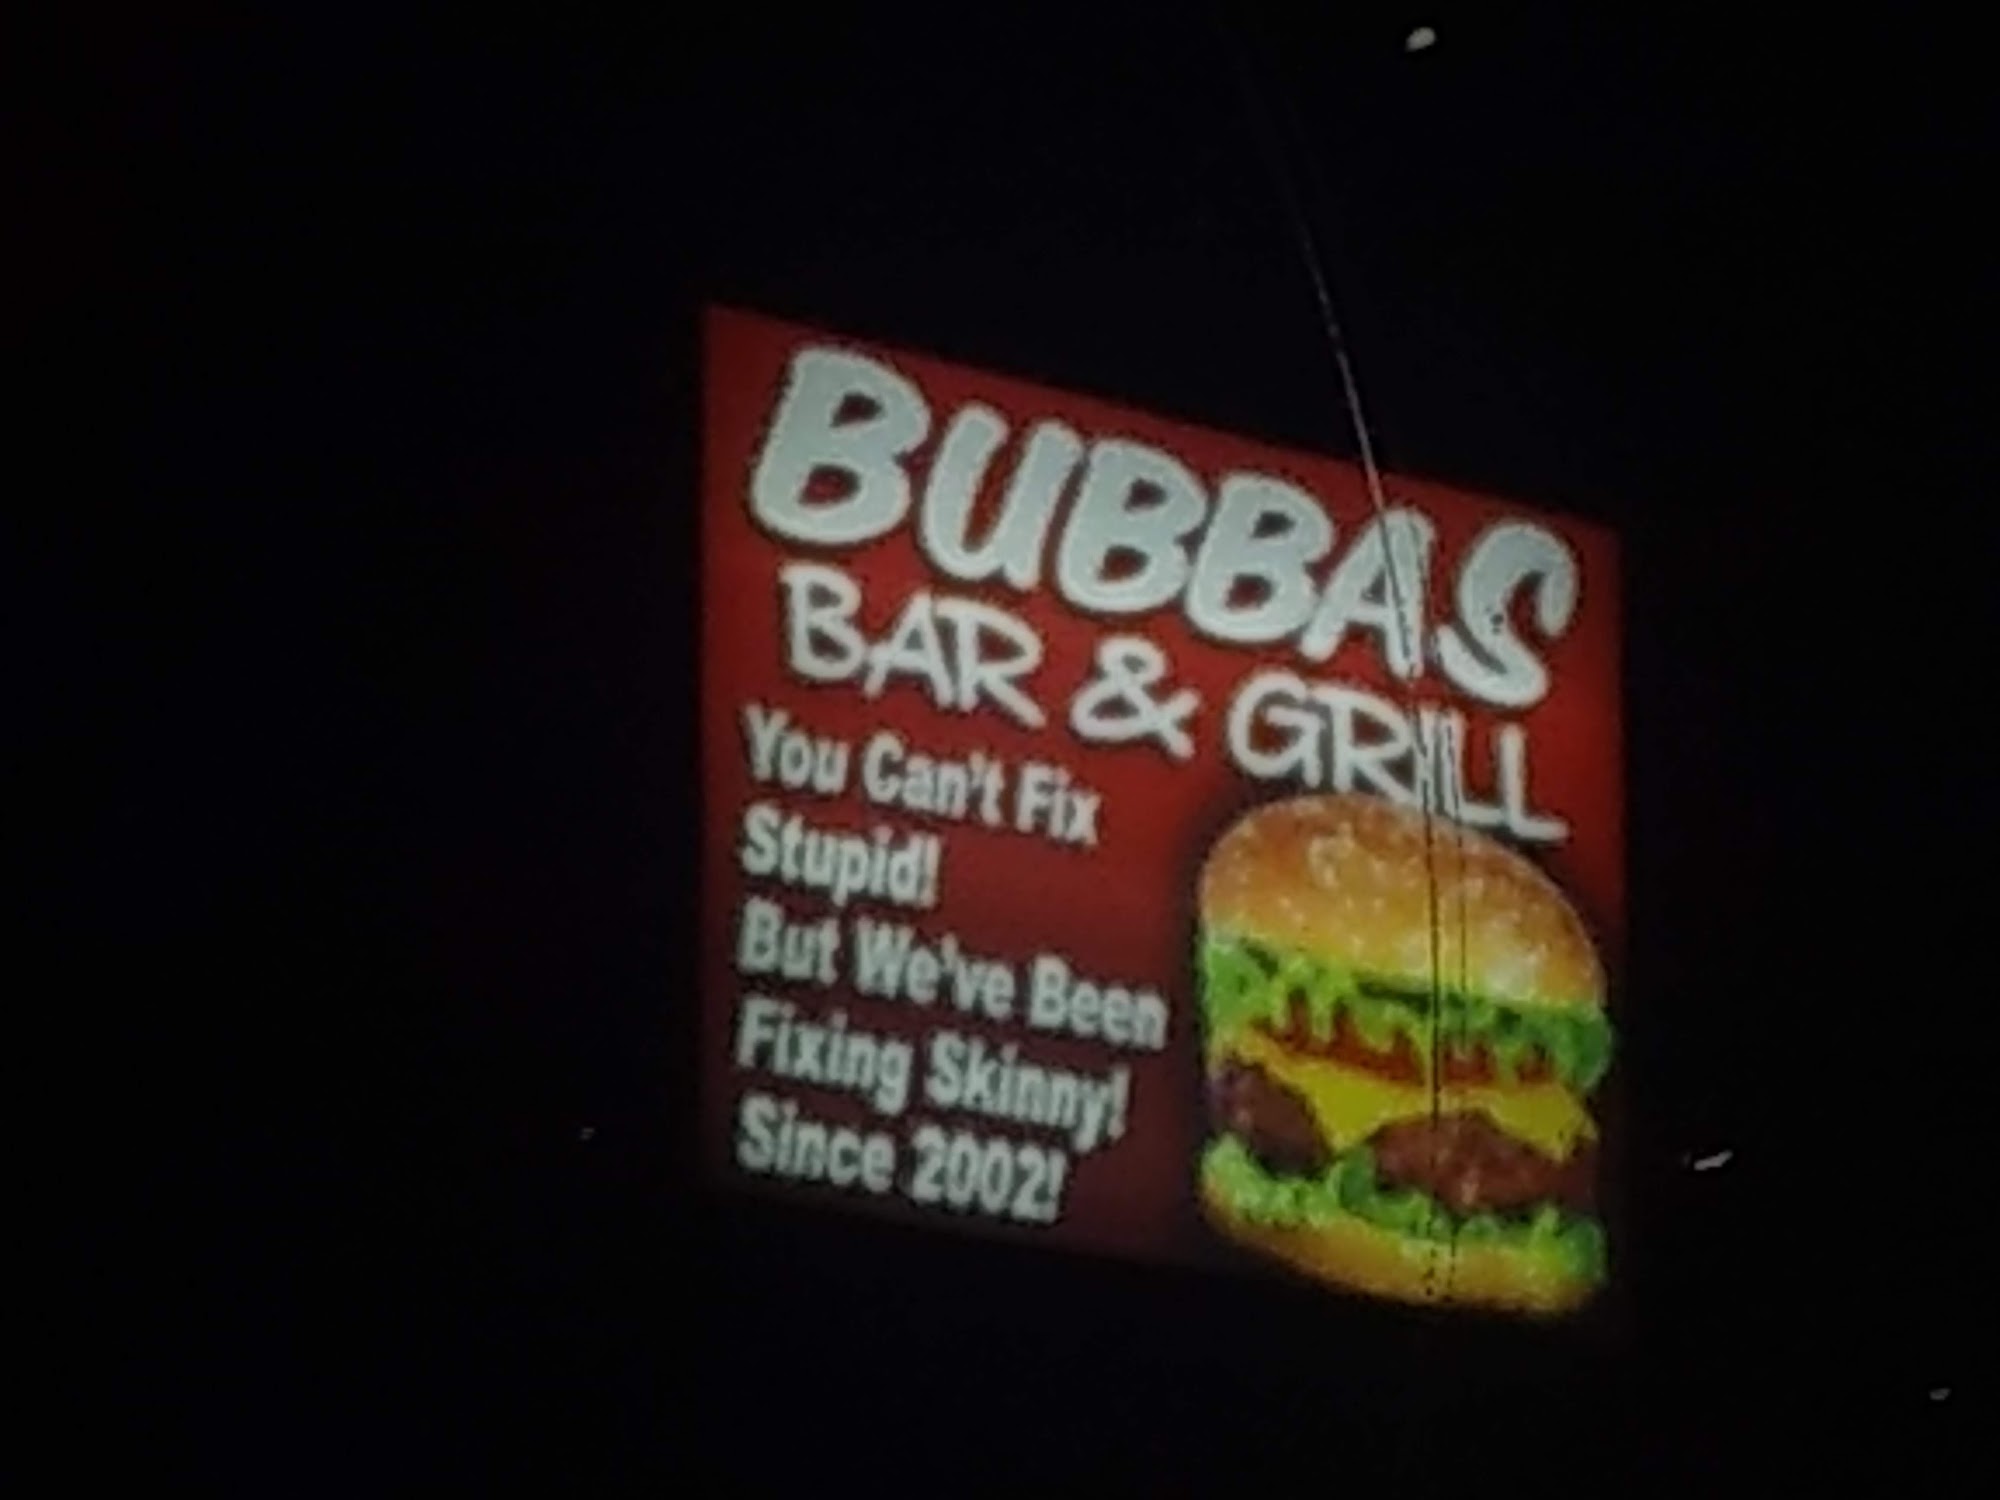 BUBBAS
BAR & GRILL
You Can't Fix
Stupid!
But We've Been
Fixing Skinny!
Since 2002!